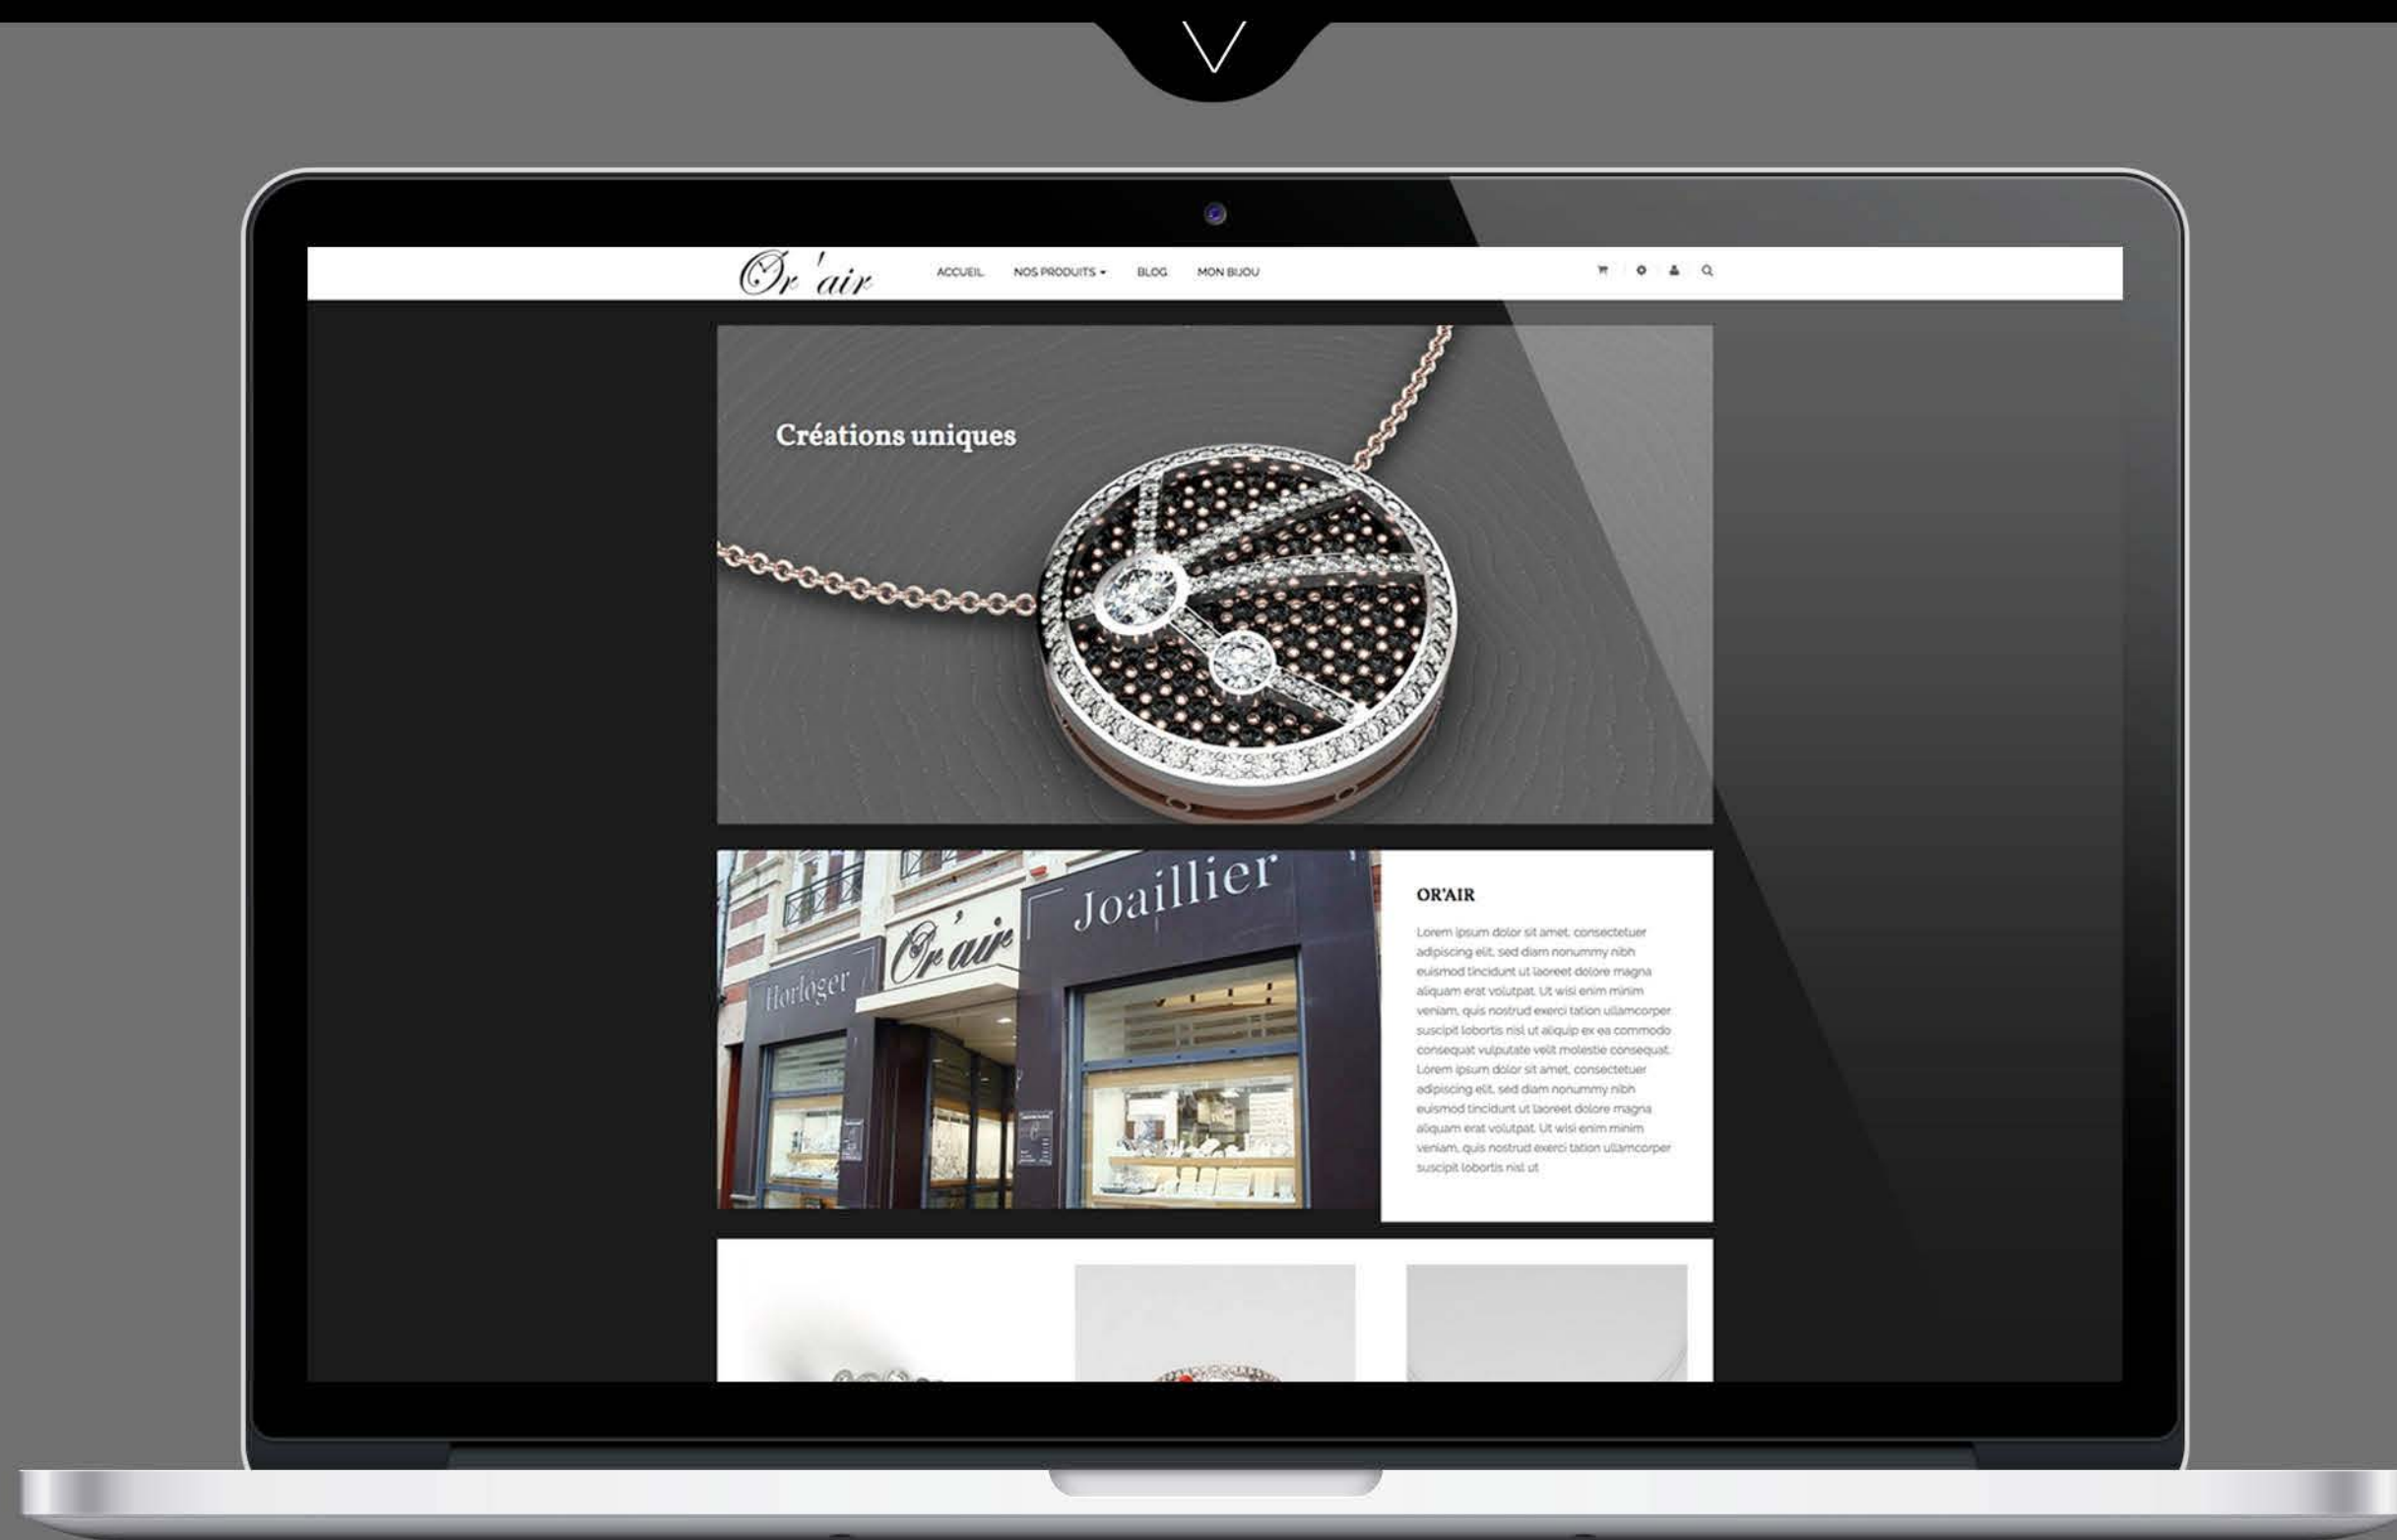 Or'air
ACCUEIL
NOS PRODUITS
BLOG
MON BIJOU
Créations uniques
Joaillier
Or'air
Horloger
OR'AIR
Lorem ipsum dolor sit amet, consectetuer
adipiscing elit, sed diam nonummy nibh
euismod tincidunt ut laoreet dolore magna
aliquam erat volutpat. Ut wisi enim minim
veniam, quis nostrud exerci tation ullamcorper
suscipit lobortis nisl ut aliquip ex ea commodo
consequat vulputate velit molestie consequat.
Lorem ipsum dolor sit amet, consectetuer
adipiscing elit, sed diam nonummy nibh
euismod tincidunt ut laoreet dolore magna
aliquam erat volutpat. Ut wisi enim minim
veniam, quis nostrud exerci tation ullamcorper
suscipit lobortis nisl ut